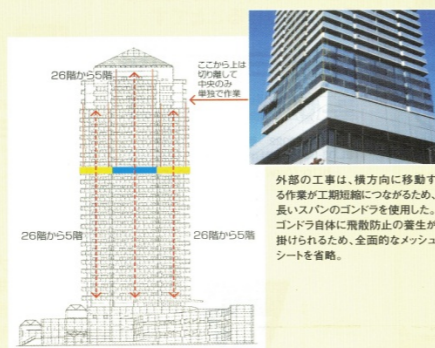 26階から5階
ここから上は
切り離して
中央のみ
単独で作業
26階から5階
26階から5階
外部の工事は、横方向に移動す
る作業が工期短縮につながるため、
長いスパンのゴンドラを使用した。
ゴンドラ自体に飛散防止の養生が
掛けられるため、全面的なメッシュ
シートを省略。